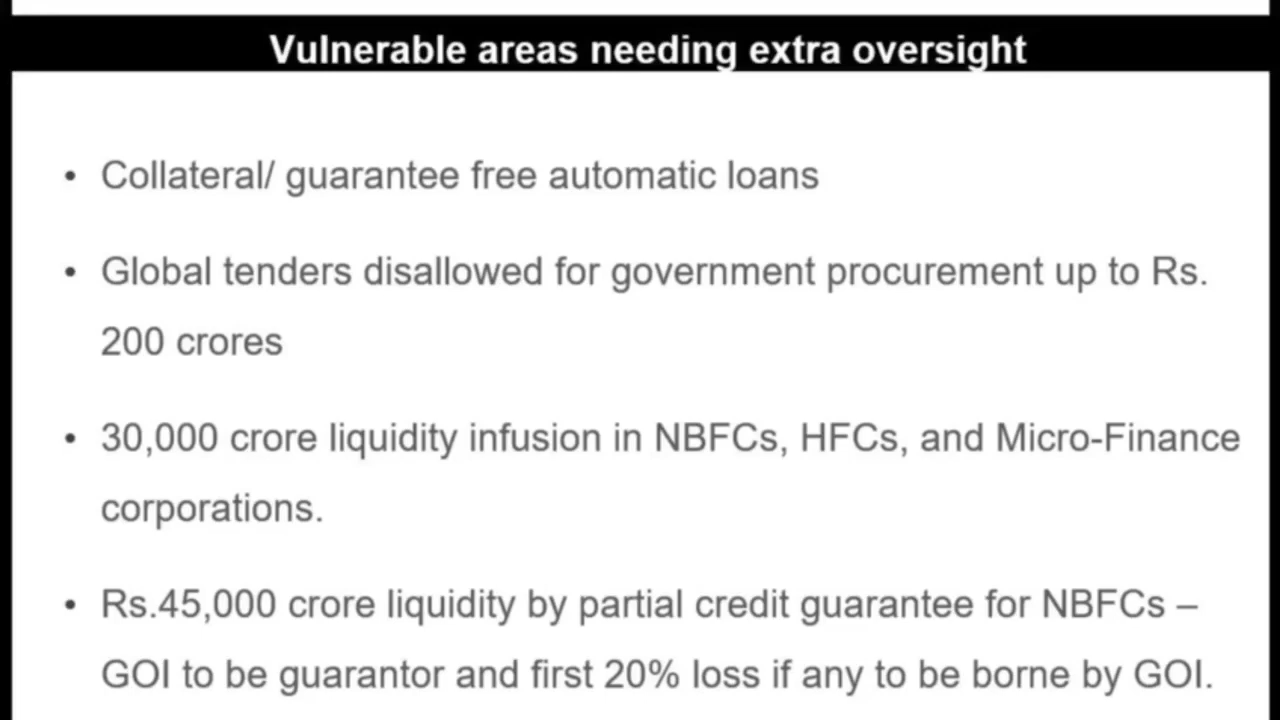 Vulnerable areas needing extra oversight
• Collateral/ guarantee free automatic loans
• Global tenders disallowed for government procurement up to Rs.
200 crores
• 30,000 crore liquidity infusion in NBFCs, HFCs, and Micro-Finance
corporations.
• Rs.45,000 crore liquidity by partial credit guarantee for NBFCs –
GOI to be guarantor and first 20% loss if any to be borne by GOI.